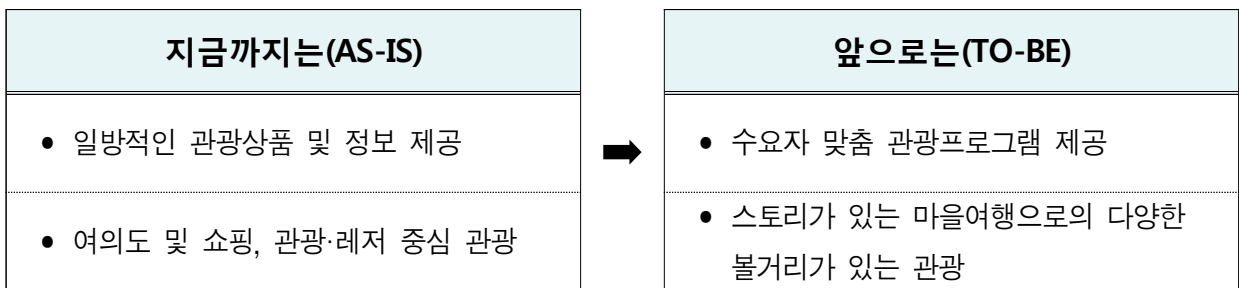 지금까지는(AS-IS)
• 일방적인 관광상품 및 정보 제공
• 여의도 및 쇼핑, 관광·레저 중심 관광
➡
앞으로는(TO-BE)
• 수요자 맞춤 관광프로그램 제공
• 스토리가 있는 마을여행으로의 다양한
볼거리가 있는 관광